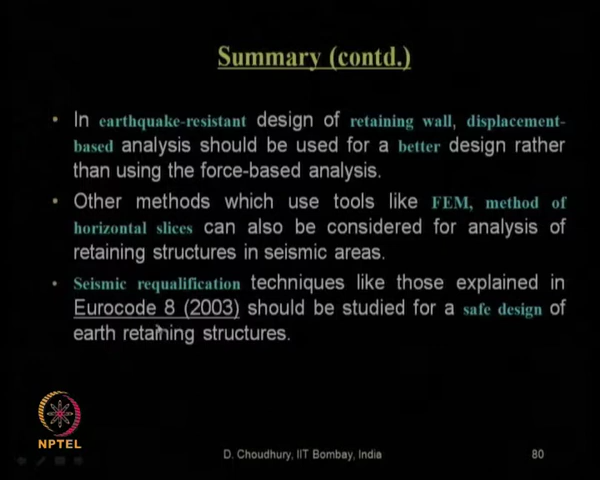 Summary (contd.)
• In earthquake-resistant design of retaining wall, displacement-
based analysis should be used for a better design rather
than using the force-based analysis.
• Other methods which use tools like FEM, method of
horizontal slices can also be considered for analysis of
retaining structures in seismic areas.
• Seismic requalification techniques like those explained in
Eurocode 8 (2003) should be studied for a safe design of
earth retaining structures.
NPTEL
D. Choudhury, IIT Bombay, India
80